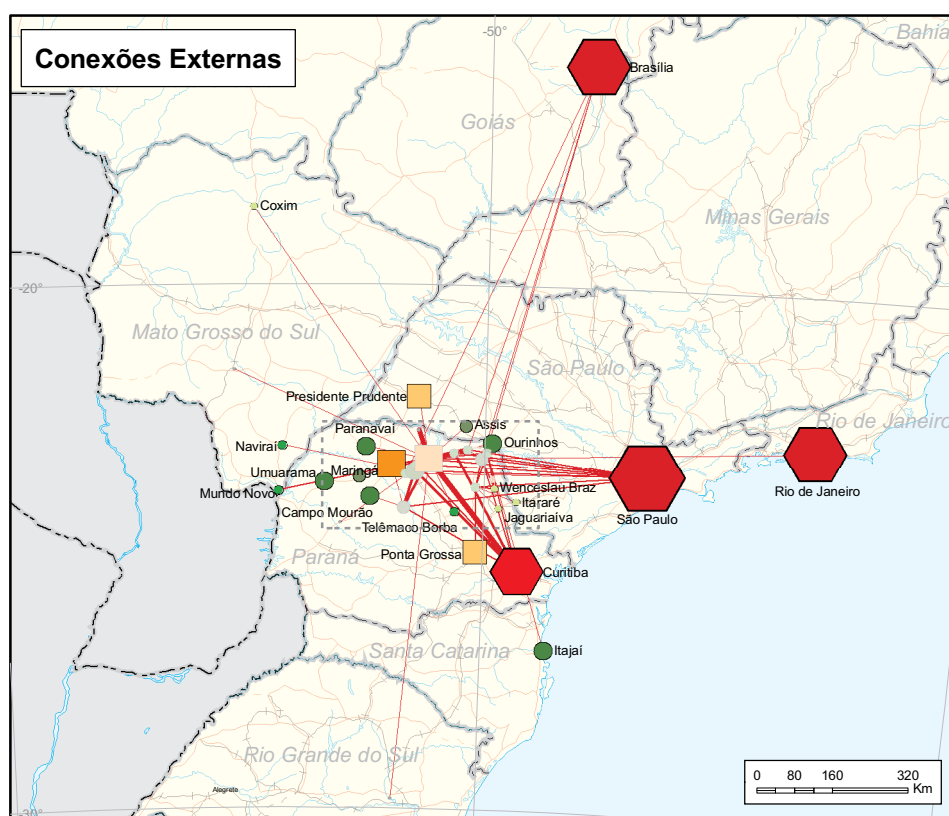 Conexões Externas
-50°
Bahia
Brasília
Goiás
Coxim
Minas Gerais
-20°
Mato Grosso do Sul
São Paulo
Presidente Prudente
Rio de Janeiro
Paranavaí
Assis
Naviraí
Ourinhos
Umuarama
Maringá
Mundo Novo
Wenceslau Braz
Rio de Janeiro
Campo Mourão
Itararé
Jaguariaíva
São Paulo
Telêmaco Borba
Paraná
Ponta Grossa
Curitiba
Santa Catarina
Itajaí
Rio Grande do Sul
Alegrete
0 80 160 320
Km
-30°